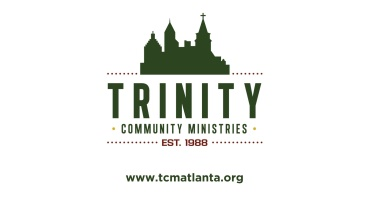 TRINITY
• COMMUNITY MINISTRIES •
EST. 1988
www.tcmatlanta.org